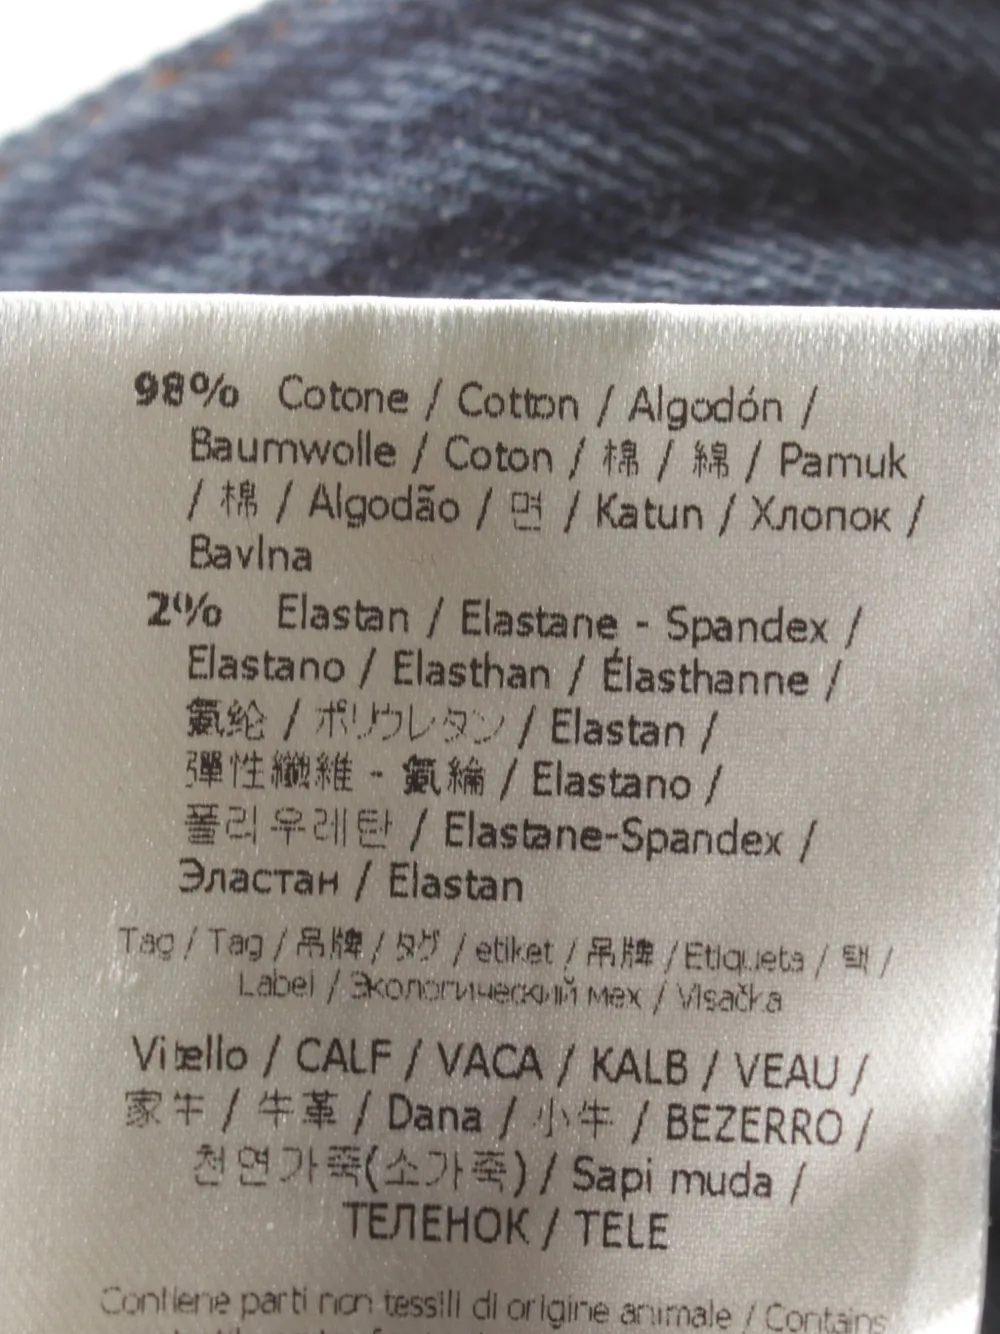 98% Cotone / Cotton / Algodón /
Baumwolle / Coton / 棉 / 綿 / Pamuk
/ 棉 / Algodão / 면 / Katun / Хлопок /
Bavlna
2% Elastan / Elastane - Spandex /
Elastano / Elasthan / Élasthanne /
氨纶 / ポリウレタン / Elastan /
彈性纖維 - 氨綸 / Elastano /
폴리우레탄 / Elastane-Spandex /
Эластан / Elastan
Tag / Tag / 吊牌 / タグ / etiket / 吊牌 / Etiqueta / 택 /
Label / Экологический мех / Visačka
Vitello / CALF / VACA / KALB / VEAU /
家牛 / 牛革 / Dana / 小牛 / BEZERRO /
천연가죽(소가죽) / Sapi muda /
ТЕЛЕНОК / TELE
Contiene parti non tessili di origine animale / Contains